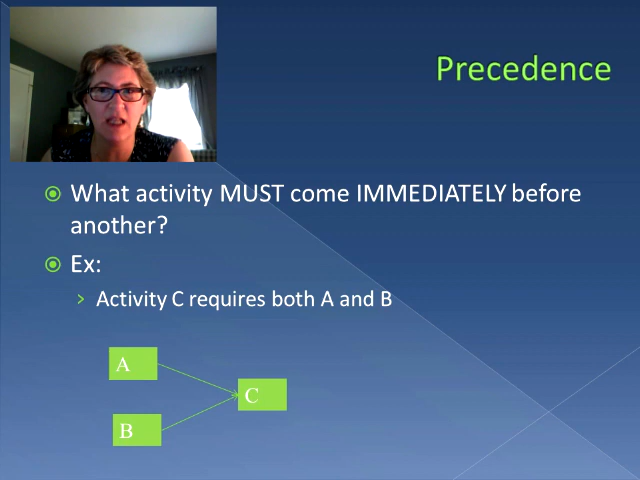 Precedence
What activity MUST come IMMEDIATELY before
another?
Ex:
Activity C requires both A and B
A
C
B